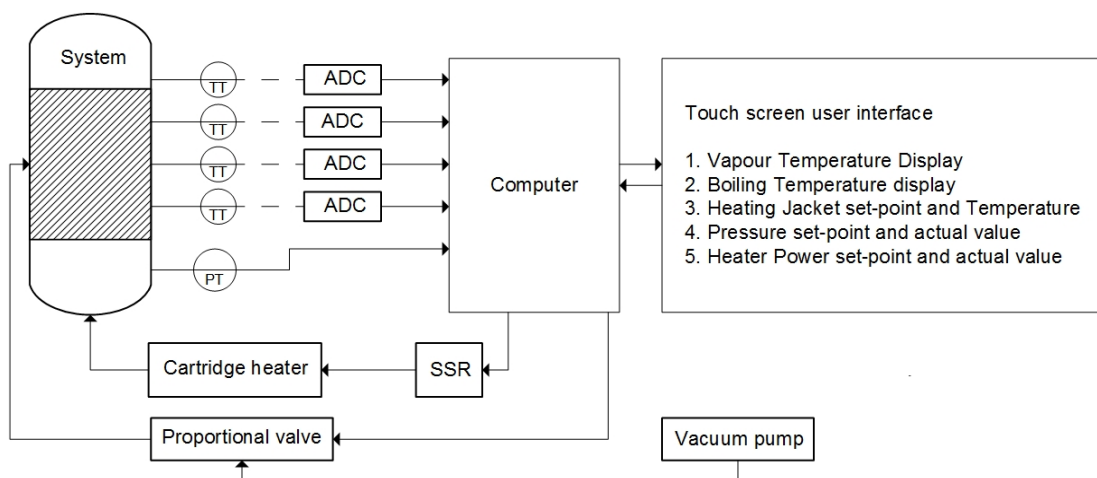 System
TT
ADC
TT
ADC
TT
ADC
TT
ADC
PT
Computer
Touch screen user interface
1. Vapour Temperature Display
2. Boiling Temperature display
3. Heating Jacket set-point and Temperature
4. Pressure set-point and actual value
5. Heater Power set-point and actual value
Cartridge heater
SSR
Proportional valve
Vacuum pump